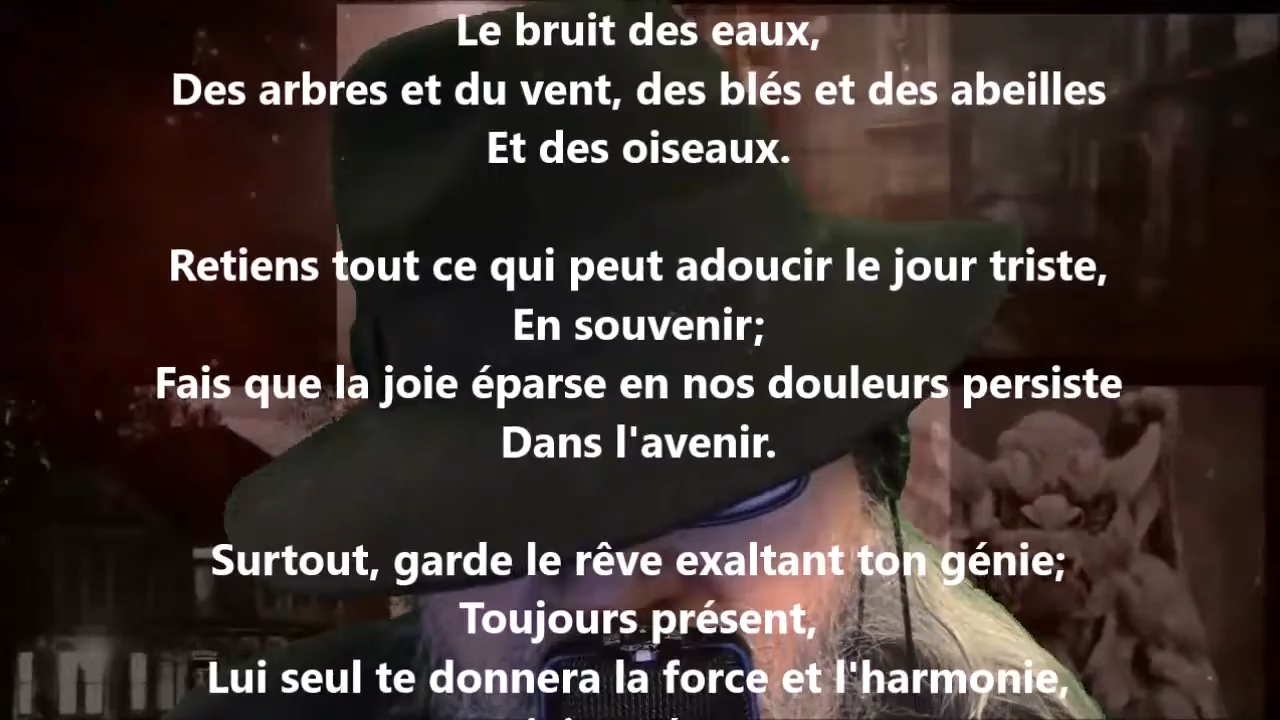 Le bruit des eaux,
Des arbres et du vent, des blés et des abeilles
Et des oiseaux.
Retiens tout ce qui peut adoucir le jour triste,
En souvenir;
Fais que la joie éparse en nos douleurs persiste
Dans l'avenir.
Surtout, garde le rêve exaltant ton génie;
Toujours présent,
Lui seul te donnera la force et l'harmonie,